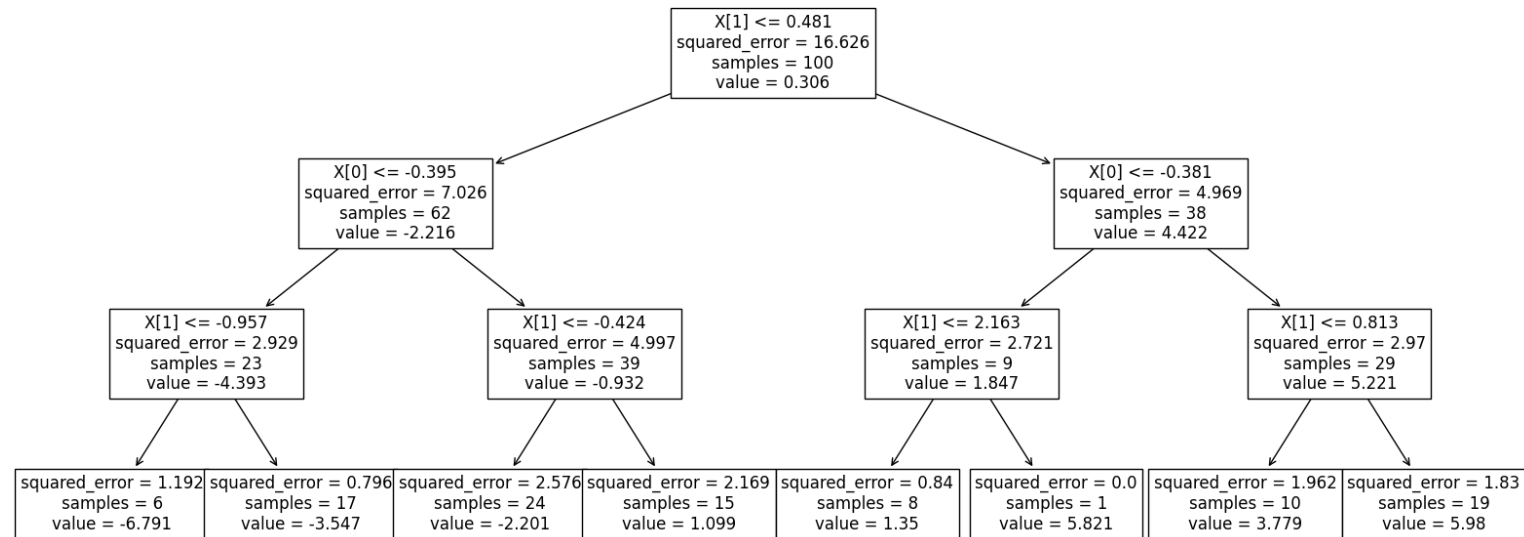 X[1] <= 0.481
squared_error = 16.626
samples = 100
value = 0.306
X[0] <= -0.395
squared_error = 7.026
samples = 62
value = -2.216
X[0] <= -0.381
squared_error = 4.969
samples = 38
value = 4.422
X[1] <= -0.957
squared_error = 2.929
samples = 23
value = -4.393
X[1] <= -0.424
squared_error = 4.997
samples = 39
value = -0.932
X[1] <= 2.163
squared_error = 2.721
samples = 9
value = 1.847
X[1] <= 0.813
squared_error = 2.97
samples = 29
value = 5.221
squared_error = 1.192
samples = 6
value = -6.791
squared_error = 0.796
samples = 17
value = -3.547
squared_error = 2.576
samples = 24
value = -2.201
squared_error = 2.169
samples = 15
value = 1.099
squared_error = 0.84
samples = 8
value = 1.35
squared_error = 0.0
samples = 1
value = 5.821
squared_error = 1.962
samples = 10
value = 3.779
squared_error = 1.83
samples = 19
value = 5.98